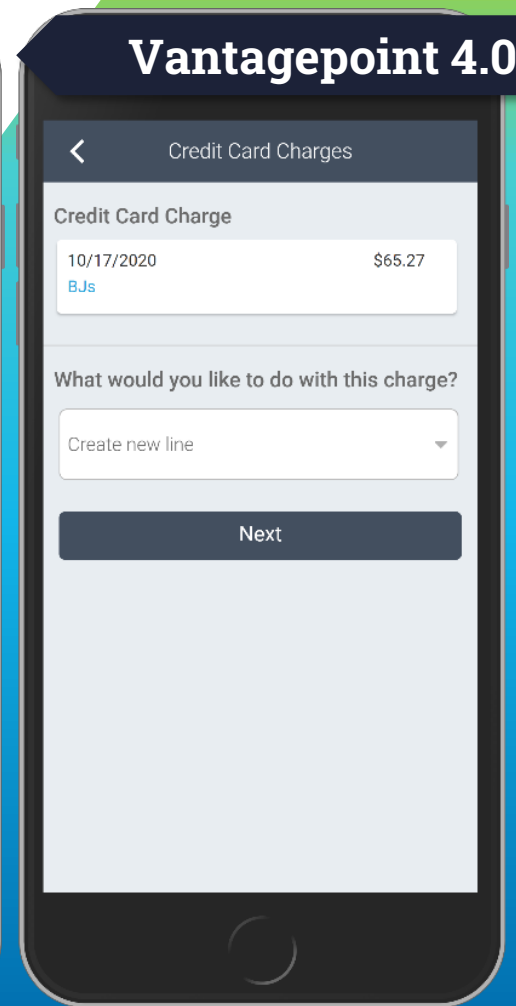 Vantagepoint 4.0
Credit Card Charges
Credit Card Charge
10/17/2020 $65.27
BJs
What would you like to do with this charge?
Create new line
Next